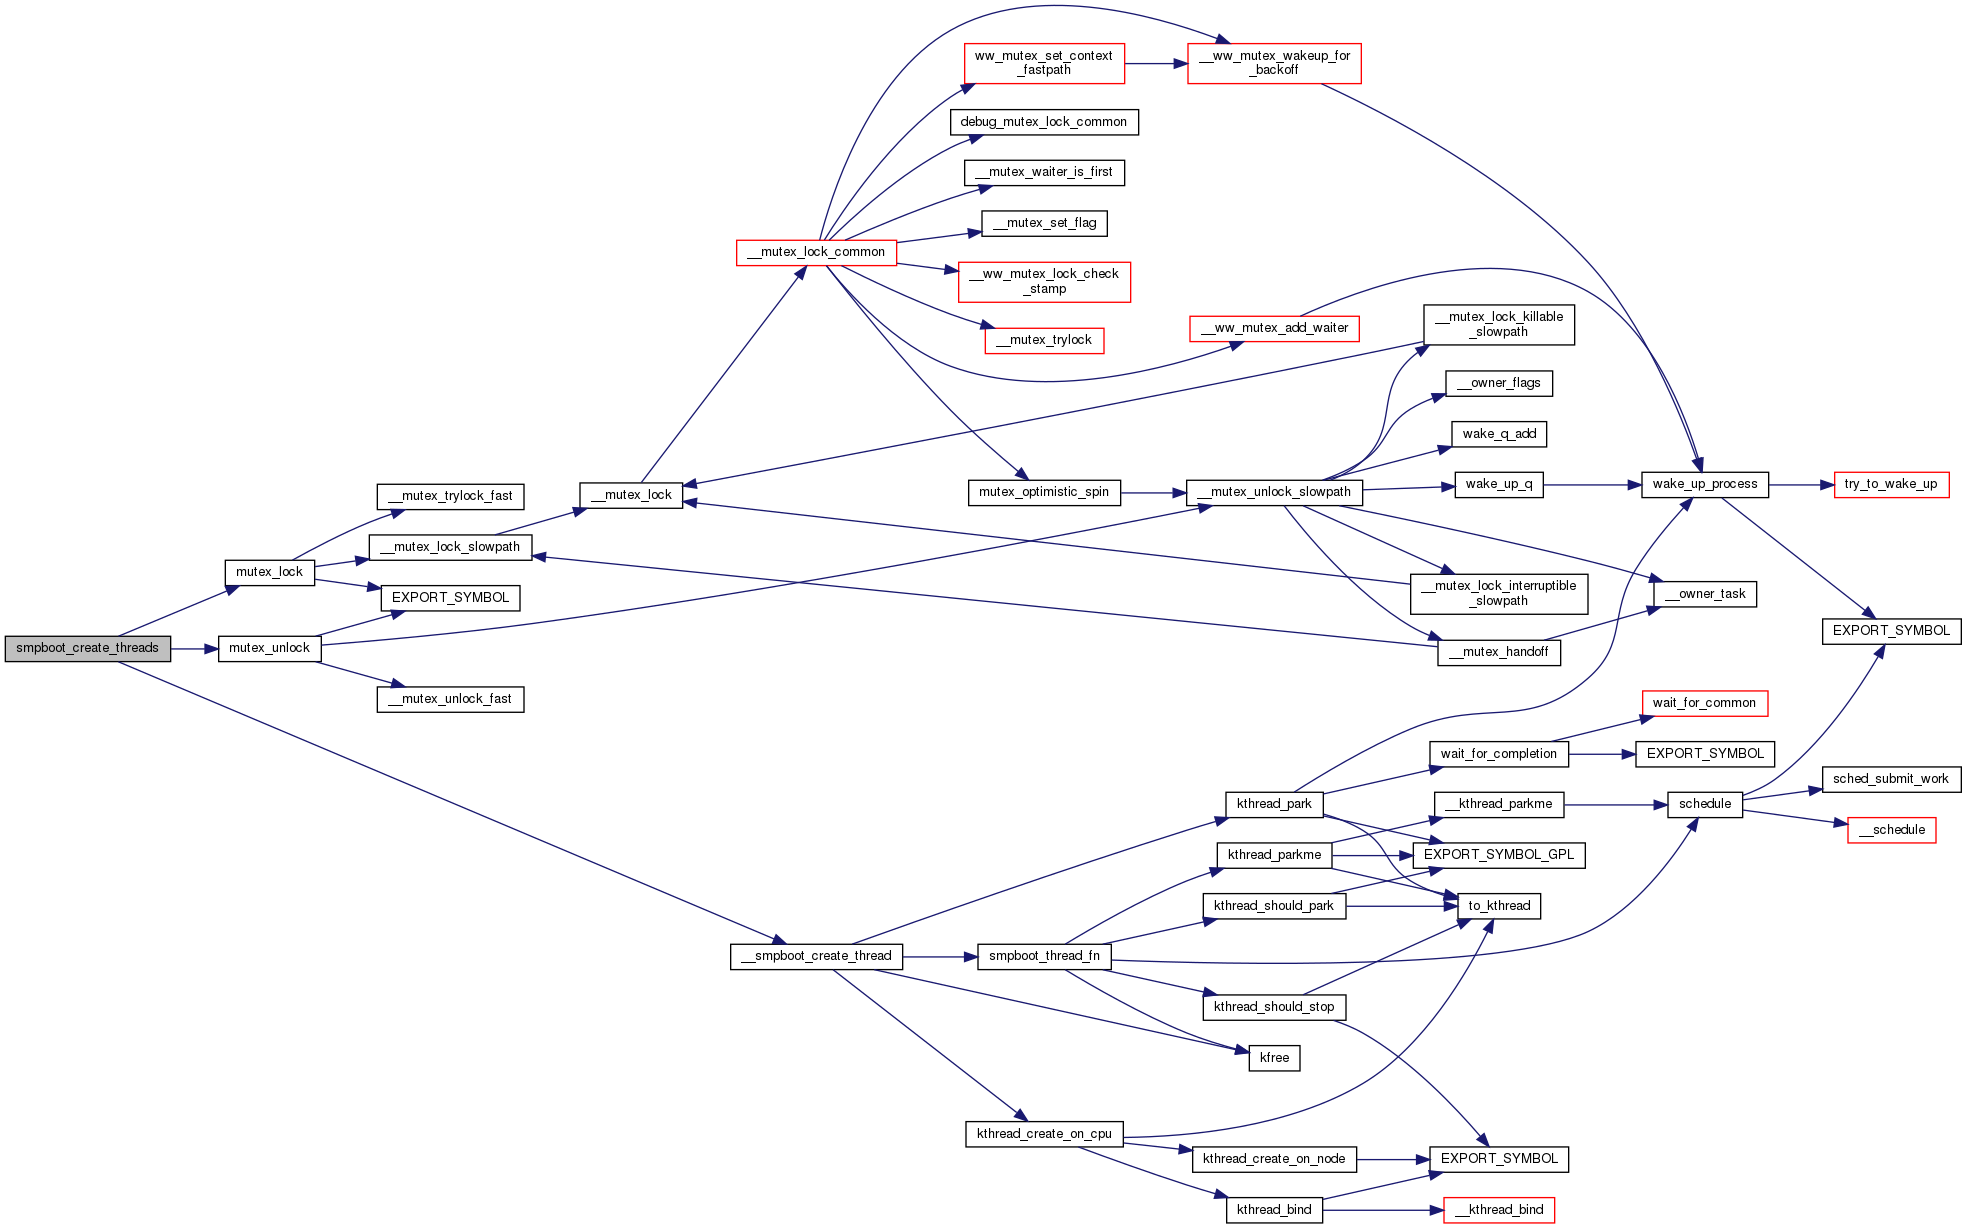 smpboot_create_threads
mutex_lock
mutex_unlock
__mutex_trylock_fast
__mutex_lock_slowpath
EXPORT_SYMBOL
__mutex_unlock_fast
__mutex_lock
__mutex_lock_common
__smpboot_create_thread
ww_mutex_set_context
_fastpath
debug_mutex_lock_common
__mutex_waiter_is_first
__mutex_set_flag
__ww_mutex_lock_check
_stamp
__mutex_trylock
mutex_optimistic_spin
smpboot_thread_fn
kthread_create_on_cpu
__ww_mutex_wakeup_for
_backoff
__ww_mutex_add_waiter
__mutex_unlock_slowpath
kthread_park
kthread_parkme
kthread_should_park
kthread_should_stop
kfree
kthread_create_on_node
kthread_bind
__mutex_lock_killable
_slowpath
__owner_flags
wake_q_add
wake_up_q
__mutex_lock_interruptible
_slowpath
__mutex_handoff
wait_for_completion
__kthread_parkme
EXPORT_SYMBOL_GPL
to_kthread
EXPORT_SYMBOL
__kthread_bind
wake_up_process
__owner_task
wait_for_common
EXPORT_SYMBOL
schedule
try_to_wake_up
EXPORT_SYMBOL
sched_submit_work
__schedule